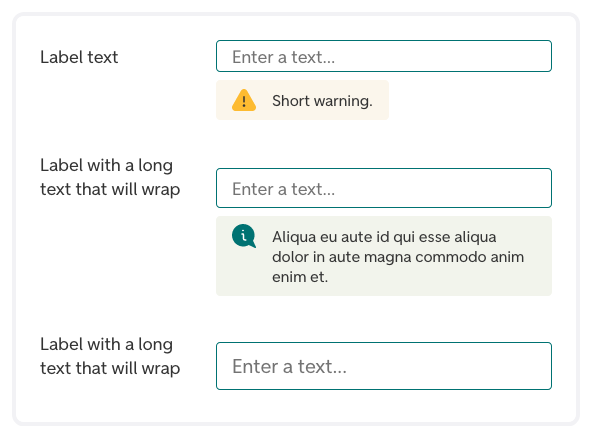 Label text
Enter a text...
Short warning.
Label with a long
text that will wrap
Enter a text...
Aliqua eu aute id qui esse aliqua
dolor in aute magna commodo anim
enim et.
Label with a long
text that will wrap
Enter a text...